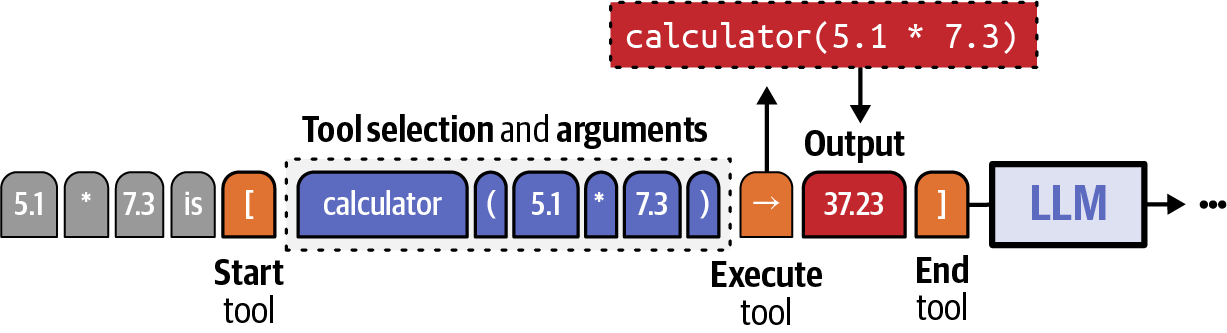 calculator(5.1 * 7.3)
Tool selection and arguments
Output
5.1 * 7.3 is [ calculator ( 5.1 * 7.3 ) → 37.23 ] LLM ...
Start
tool
Execute
tool
End
tool